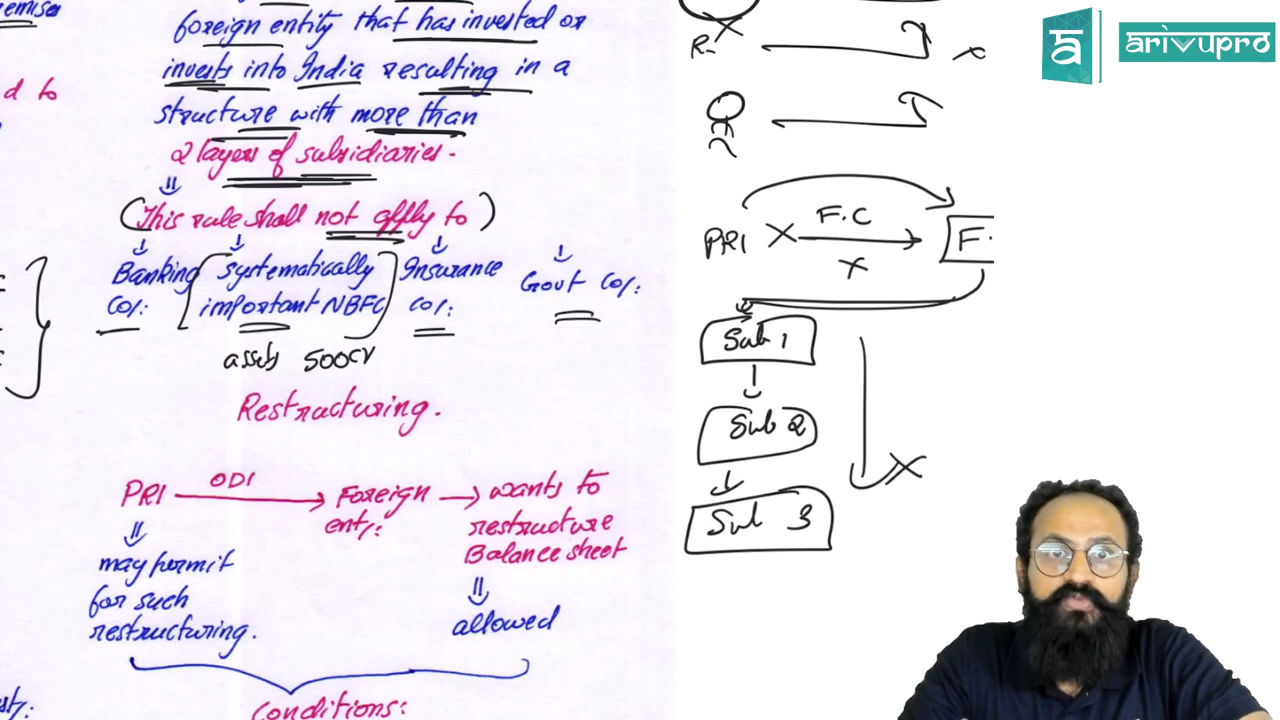 emises
foreign entity that has invested or
invests into India resulting in a
d to
structure with more than
2 layers of subsidiaries.
(This rule shall not apply to)
Banking co/:
systematically important NBFC
Insurance co/:
Govt co/:
assets 500cr
Restructuring.
PRI
ODI
Foreign enty:
wants to
restructure
Balance sheet
may permit
for such
restructuring.
allowed
conditions:
R-
X
x
PRI X
F.C
x
F.
Sub 1
Sub 2
Sub 3
X
arivupro